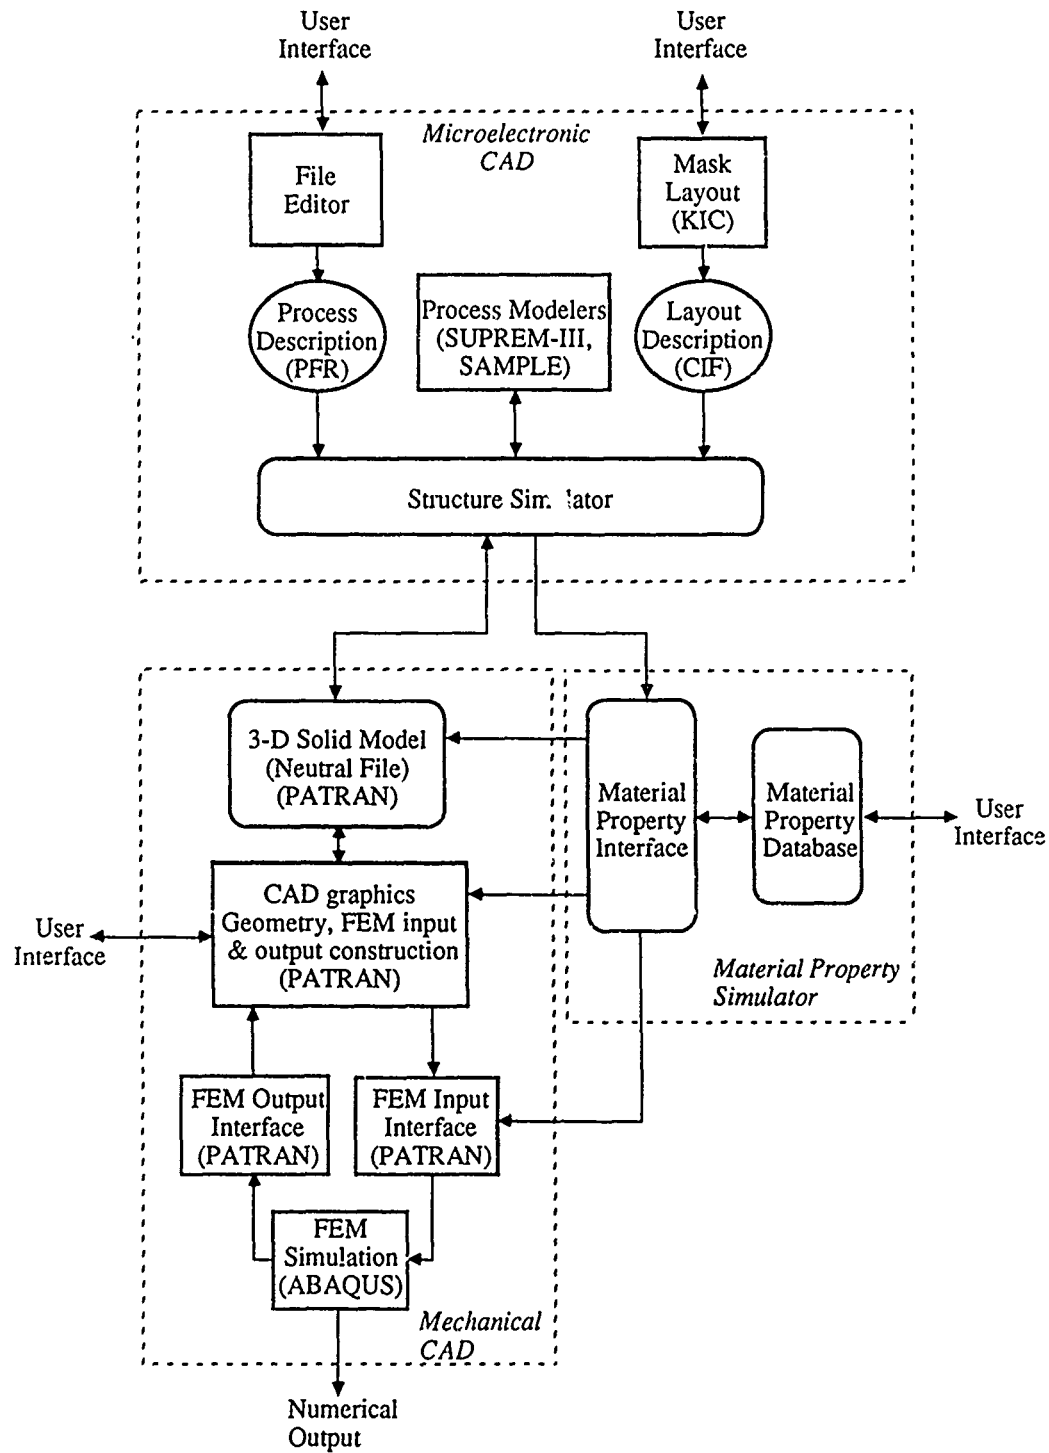 User
Interface
User
Interface
Microelectronic
CAD
File
Editor
Mask
Layout
(KIC)
Process
Description
(PFR)
Process Modelers
(SUPREM-III,
SAMPLE)
Layout
Description
(CIF)
Structure
3-D Solid Model
(Neutral File)
(PATRAN)
Material
Property
Interface
Material
Property
Database
User
Interface
CAD graphics
Geometry, FEM input
& output construction
(PATRAN)
User
Interface
Material Property
Simulator
FEM Output
Interface
(PATRAN)
FEM Input
Interface
(PATRAN)
FEM
Simulation
(ABAQUS)
Mechanical
CAD
Numerical
Output